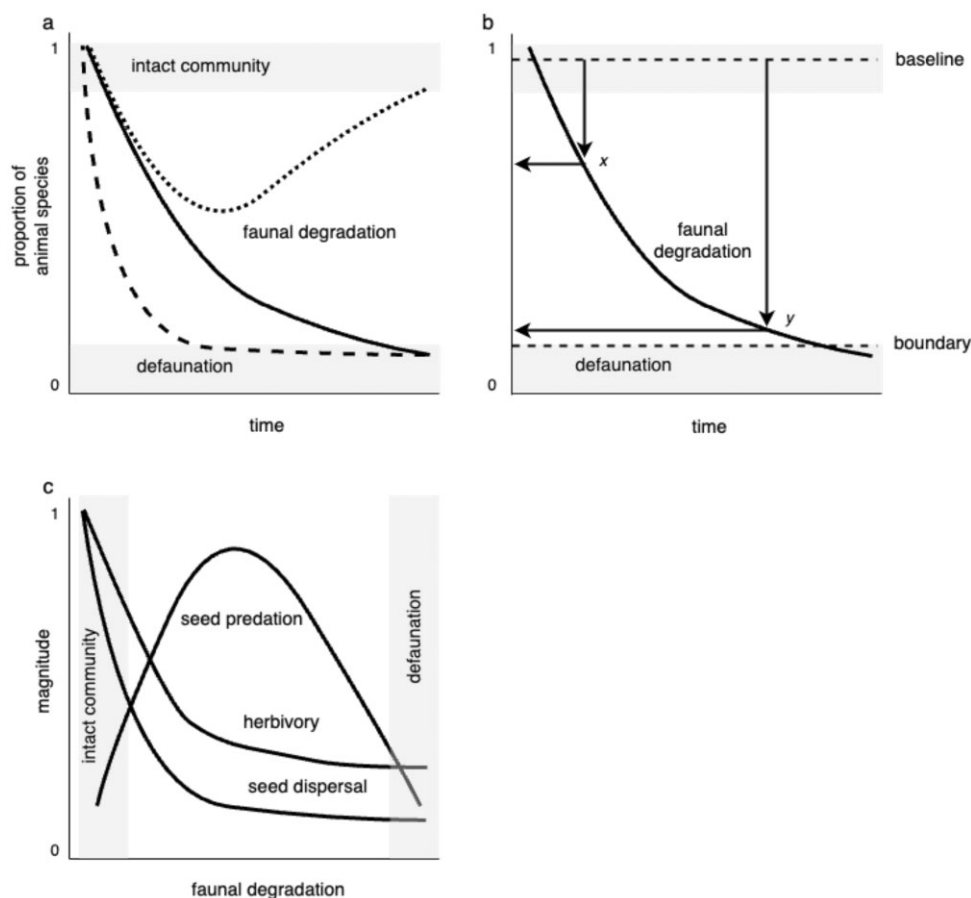 a
1
intact community
proportion of
animal species
faunal degradation
defaunation
0
time
b
1
baseline
x
faunal
degradation
y
boundary
defaunation
0
time
c
1
intact community
defaunation
seed predation
magnitude
herbivory
seed dispersal
0
faunal degradation